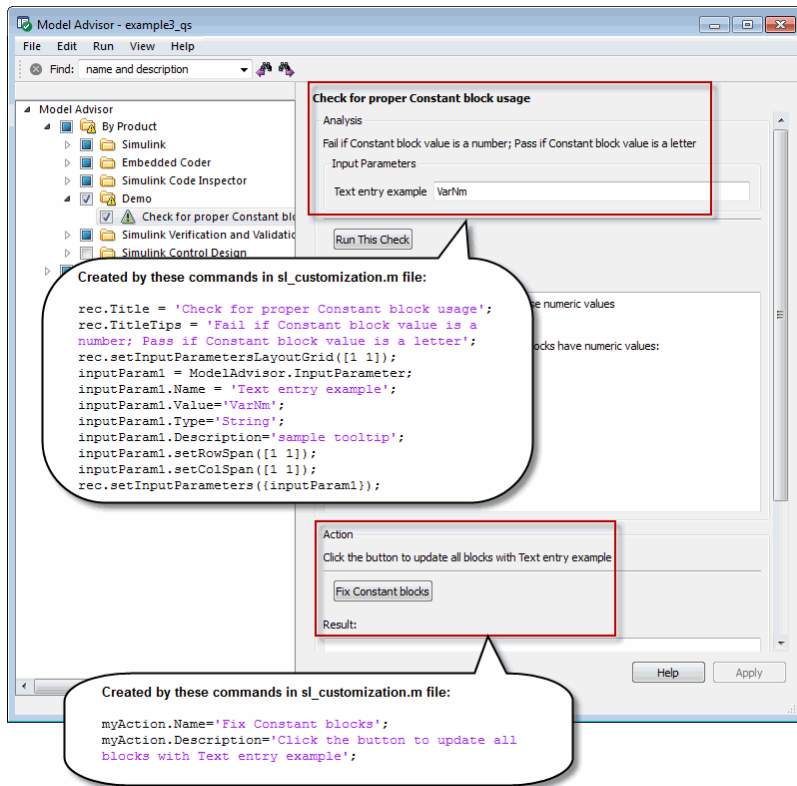 Model Advisor - example3_qs
File Edit Run View Help
Find: name and description
Model Advisor
By Product
Simulink
Embedded Coder
Simulink Code Inspector
Demo
Check for proper Constant blo
Simulink Verification and Validatio
Simulink Control Design
Check for proper Constant block usage
Analysis
Fail if Constant block value is a number; Pass if Constant block value is a letter
Input Parameters
Text entry example VarNm
Run This Check
se numeric values
ocks have numeric values:
Created by these commands in sl_customization.m file:
rec.Title = 'Check for proper Constant block usage';
rec.TitleTips = 'Fail if Constant block value is a
number; Pass if Constant block value is a letter';
rec.setInputParametersLayoutGrid([1 1]);
inputParam1 = ModelAdvisor.InputParameter;
inputParam1.Name = 'Text entry example';
inputParam1.Value='VarNm';
inputParam1.Type='String';
inputParam1.Description='sample tooltip';
inputParam1.setRowSpan([1 1]);
inputParam1.setColSpan([1 1]);
rec.setInputParameters({inputParam1});
Action
Click the button to update all blocks with Text entry example
Fix Constant blocks
Result:
Help Apply
Created by these commands in sl_customization.m file:
myAction.Name='Fix Constant blocks';
myAction.Description='Click the button to update all
blocks with Text entry example';